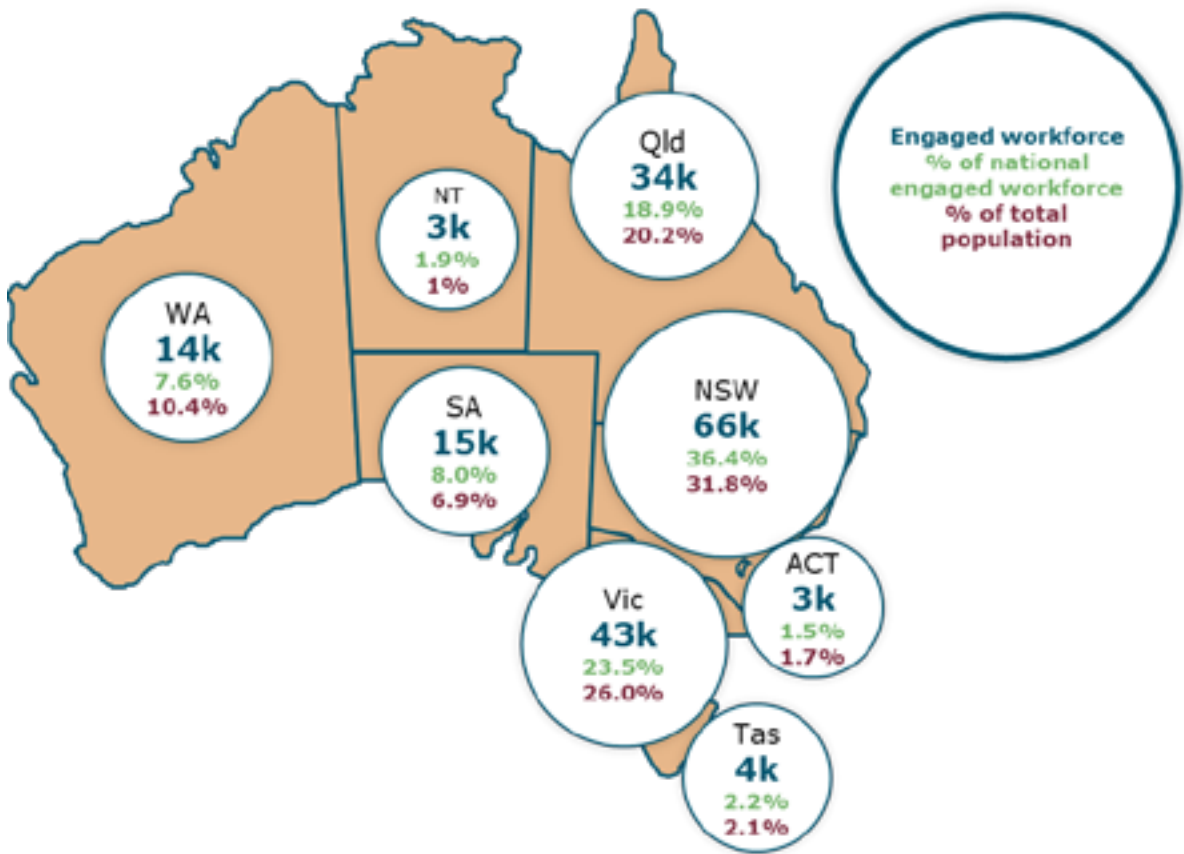 Engaged workforce
% of national
engaged workforce
% of total
population
Qld
34k
18.9%
20.2%
NT
3k
1.9%
1%
WA
14k
7.6%
10.4%
SA
15k
8.0%
6.9%
NSW
66k
36.4%
31.8%
ACT
3k
1.5%
1.7%
Vic
43k
23.5%
26.0%
Tas
4k
2.2%
2.1%